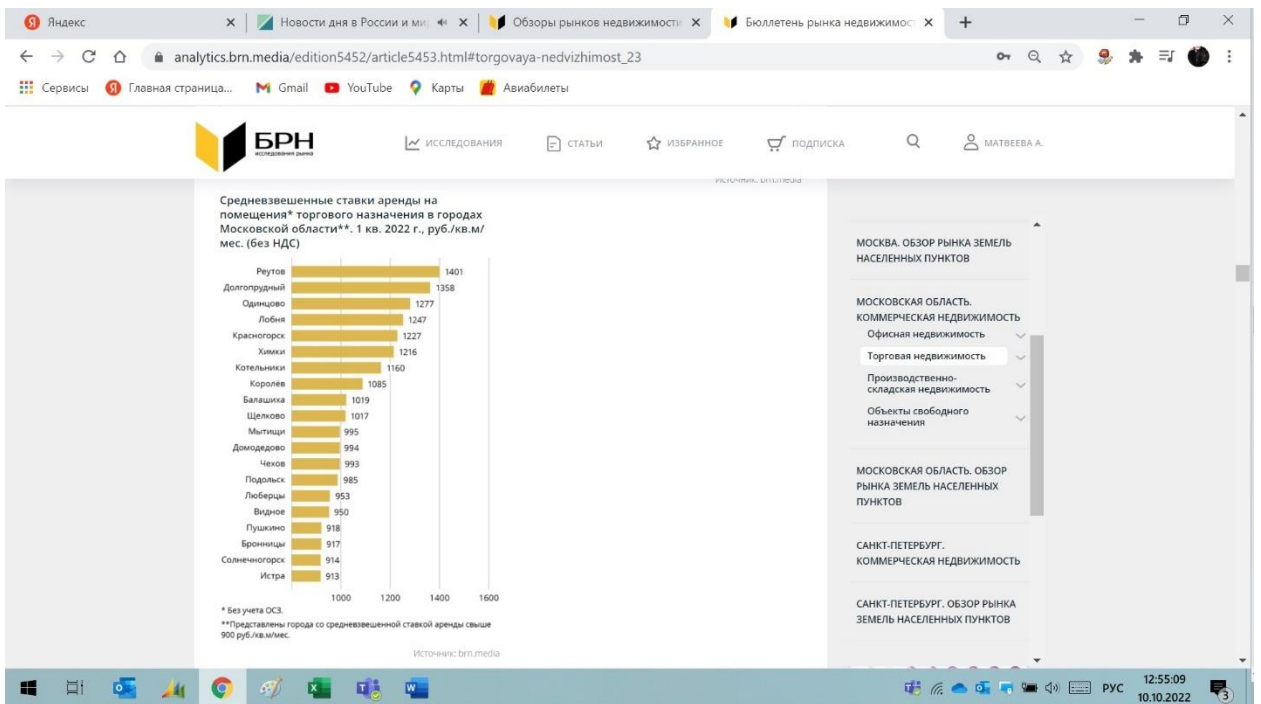 Яндекс
Новости дня в России и ми
Обзоры рынков недвижимости
Бюллетень рынка недвижимос
analytics.brn.media/edition5452/article5453.html#torgovaya-nedvizhimost_23
Сервисы
Главная страница...
Gmail
YouTube
Карты
Авиабилеты
БРН
исследования рынка
ИССЛЕДОВАНИЯ
СТАТЬИ
ИЗБРАННОЕ
ПОДПИСКА
МАТВЕЕВА А.
Источник: brn.media
Средневзвешенные ставки аренды на
помещения* торгового назначения в городах
Московской области**. 1 кв. 2022 г., руб./кв.м/
мес. (без НДС)
Реутов 1401
Долгопрудный 1358
Одинцово 1277
Лобня 1247
Красногорск 1227
Химки 1216
Котельники 1160
Королёв 1085
Балашиха 1019
Щелково 1017
Мытищи 995
Домодедово 994
Чехов 993
Подольск 985
Люберцы 953
Видное 950
Пушкино 918
Бронницы 917
Солнечногорск 914
Истра 913
1000 1200 1400 1600
* Без учета ОСЗ.
**Представлены города со средневзвешенной ставкой аренды свыше
900 руб./кв.м/мес.
Источник: brn.media
МОСКВА. ОБЗОР РЫНКА ЗЕМЕЛЬ
НАСЕЛЕННЫХ ПУНКТОВ
МОСКОВСКАЯ ОБЛАСТЬ.
КОММЕРЧЕСКАЯ НЕДВИЖИМОСТЬ
Офисная недвижимость
Торговая недвижимость
Производственно-
складская недвижимость
Объекты свободного
назначения
МОСКОВСКАЯ ОБЛАСТЬ. ОБЗОР
РЫНКА ЗЕМЕЛЬ НАСЕЛЕННЫХ
ПУНКТОВ
САНКТ-ПЕТЕРБУРГ.
КОММЕРЧЕСКАЯ НЕДВИЖИМОСТЬ
САНКТ-ПЕТЕРБУРГ. ОБЗОР РЫНКА
ЗЕМЕЛЬ НАСЕЛЕННЫХ ПУНКТОВ
РУС
12:55:09
10.10.2022
3